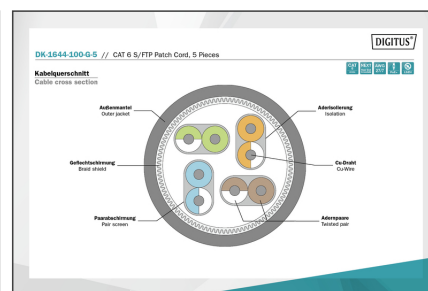 DIGITUS®
DK-1644-100-G-5 // CAT 6 S/FTP Patch Cord, 5 Pieces
Kabelquerschnitt
Cable cross section
Außenmantel
Outer jacket
Aderisolierung
Isolation
Geflechtschirmung
Braid shield
Cu-Draht
Cu-Wire
Paarabschirmung
Pair screen
Adernpaare
Twisted pair